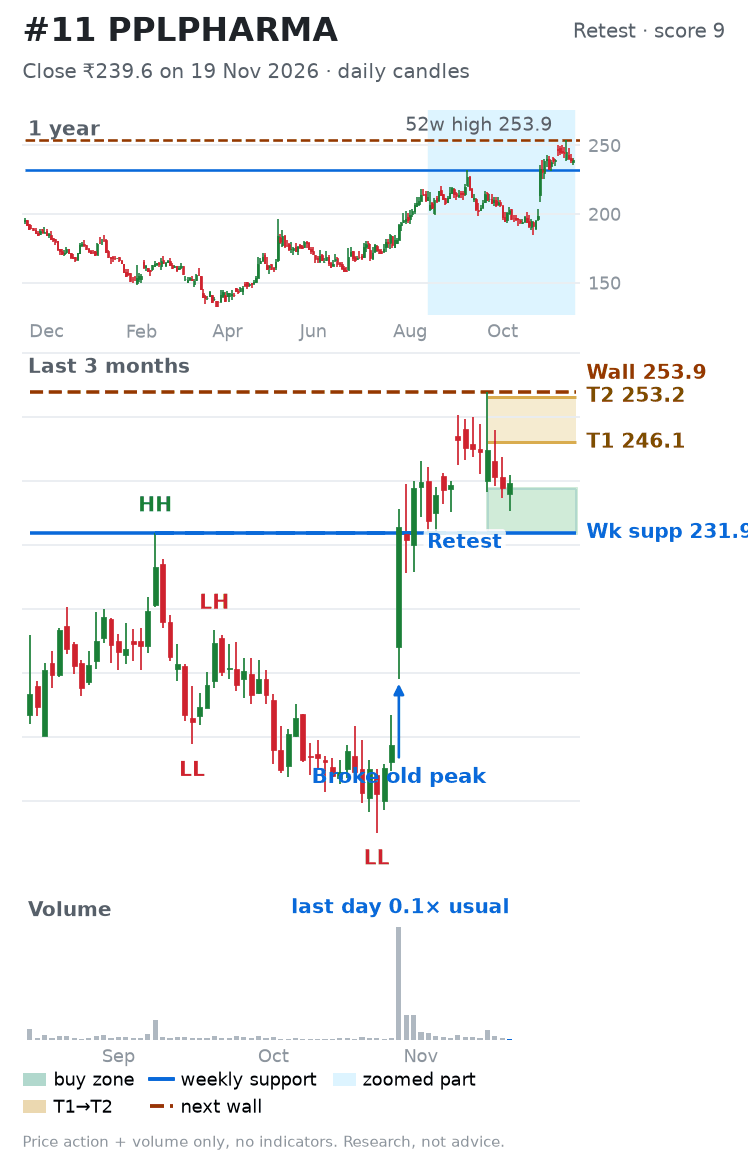 #11 PPLPHARMA
Retest · score 9
Close ₹239.6 on 19 Nov 2026 · daily candles
1 year
52w high 253.9
250
200
150
Dec Feb Apr Jun Aug Oct
Last 3 months
Wall 253.9
T2 253.2
T1 246.1
HH
Wk supp 231.9
Retest
LH
LL
Broke old peak
LL
Volume
last day 0.1× usual
Sep Oct Nov
buy zone weekly support zoomed part
T1→T2 next wall
Price action + volume only, no indicators. Research, not advice.